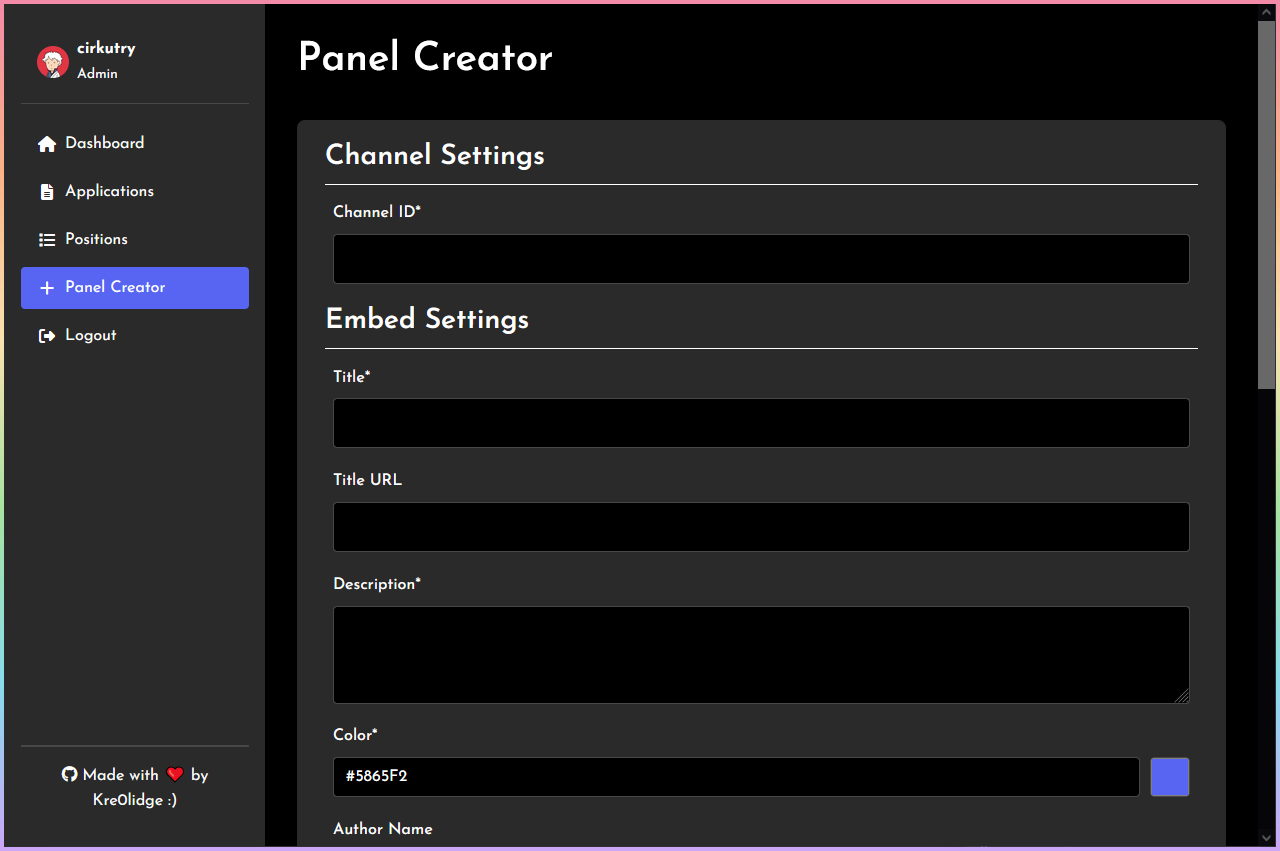 cirkutry
Admin
Dashboard
Applications
Positions
Panel Creator
Logout
Made with ❤️ by
Kre0lidge :)
Panel Creator
Channel Settings
Channel ID*
Embed Settings
Title*
Title URL
Description*
Color*
#5865F2
Author Name